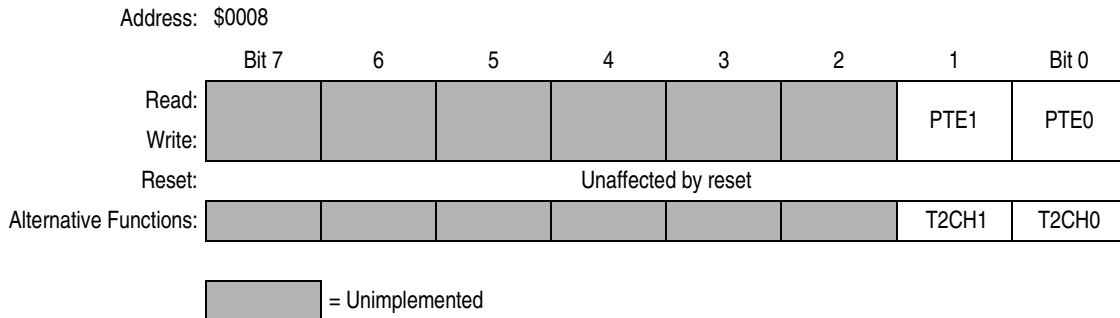 Address: $0008
Bit 7 6 5 4 3 2 1 Bit 0
Read: PTE1 PTE0
Write:
Reset: Unaffected by reset
Alternative Functions: T2CH1 T2CH0
= Unimplemented